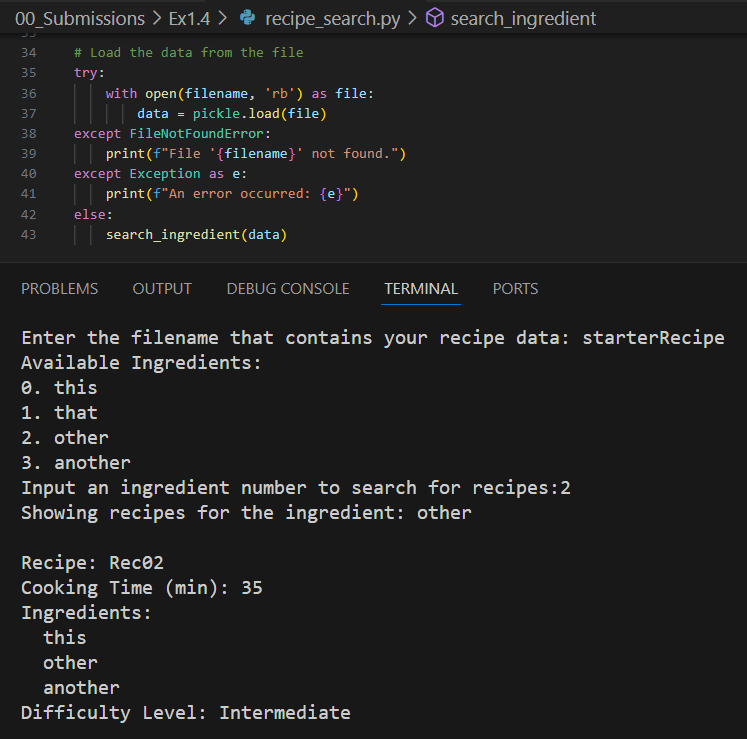 00_Submissions > Ex1.4 > recipe_search.py > search_ingredient
34 # Load the data from the file
35 try:
36 with open(filename, 'rb') as file:
37 data = pickle.load(file)
38 except FileNotFoundError:
39 print(f"File '{filename}' not found.")
40 except Exception as e:
41 print(f"An error occurred: {e}")
42 else:
43 search_ingredient(data)
PROBLEMS OUTPUT DEBUG CONSOLE TERMINAL PORTS
Enter the filename that contains your recipe data: starterRecipe
Available Ingredients:
0. this
1. that
2. other
3. another
Input an ingredient number to search for recipes:2
Showing recipes for the ingredient: other
Recipe: Rec02
Cooking Time (min): 35
Ingredients:
this
other
another
Difficulty Level: Intermediate